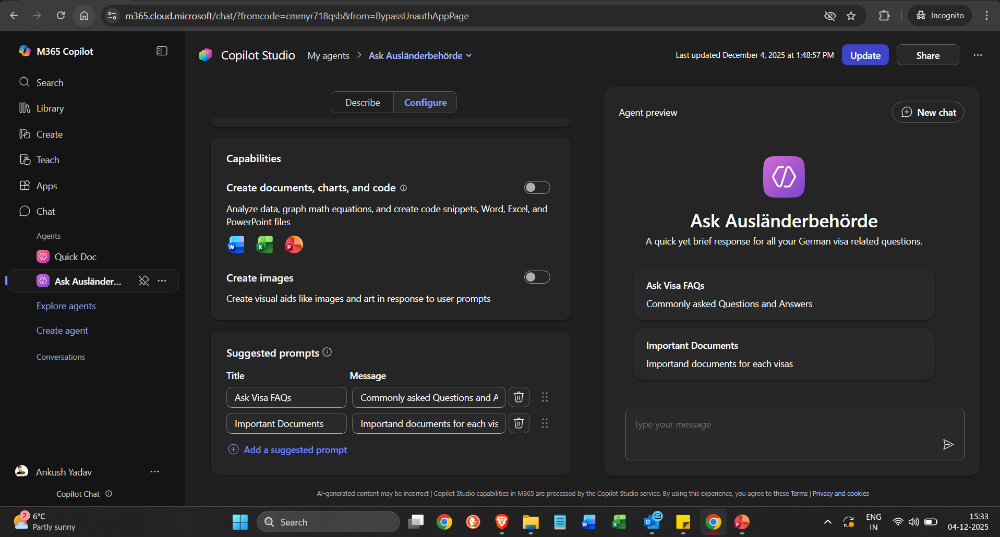 m365.cloud.microsoft/chat/?fromcode=cmmyr718qsb&from=BypassUnauthAppPage
Incognito
M365 Copilot
Search
Library
Create
Teach
Apps
Chat
Agents
Quick Doc
Ask Ausländer...
Explore agents
Create agent
Conversations
Ankush Yadav
Copilot Chat
Copilot Studio
My agents > Ask Ausländerbehörde
Last updated December 4, 2025 at 1:48:57 PM
Update
Share
Describe
Configure
Capabilities
Create documents, charts, and code
Analyze data, graph math equations, and create code snippets, Word, Excel, and
PowerPoint files
Create images
Create visual aids like images and art in response to user prompts
Suggested prompts
Title
Message
Ask Visa FAQs
Commonly asked Questions and A
Important Documents
Importand documents for each vis
Add a suggested prompt
Agent preview
New chat
Ask Ausländerbehörde
A quick yet brief response for all your German visa related questions.
Ask Visa FAQs
Commonly asked Questions and Answers
Important Documents
Importand documents for each visas
Type your message
AI-generated content may be incorrect | Copilot Studio capabilities in M365 are processed by the Copilot Studio service. By using this experience, you agree to these Terms | Privacy and cookies
2
6°C
Partly sunny
Search
ENG
IN
15:33
04-12-2025